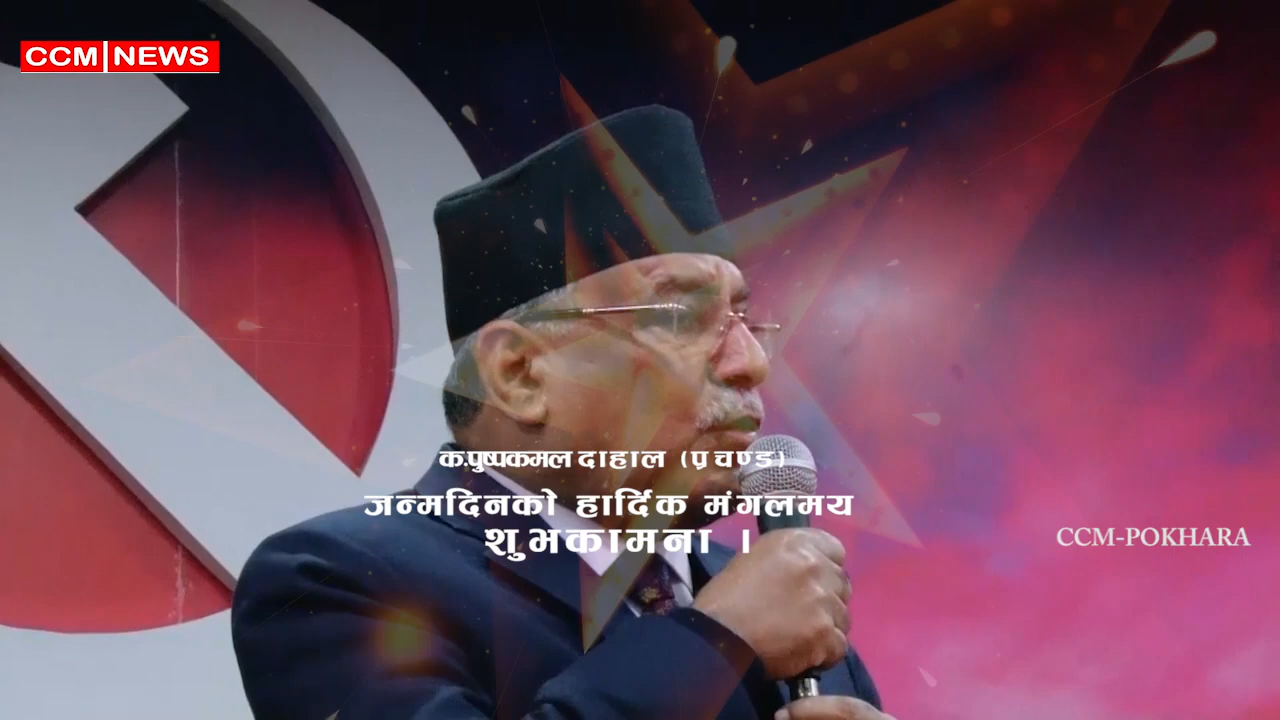 CCM NEWS
क.पुष्पकमल दाहाल (प्रचण्ड)
जन्मदिनको हार्दिक मंगलमय
शुभकामना ।
CCM-POKHARA